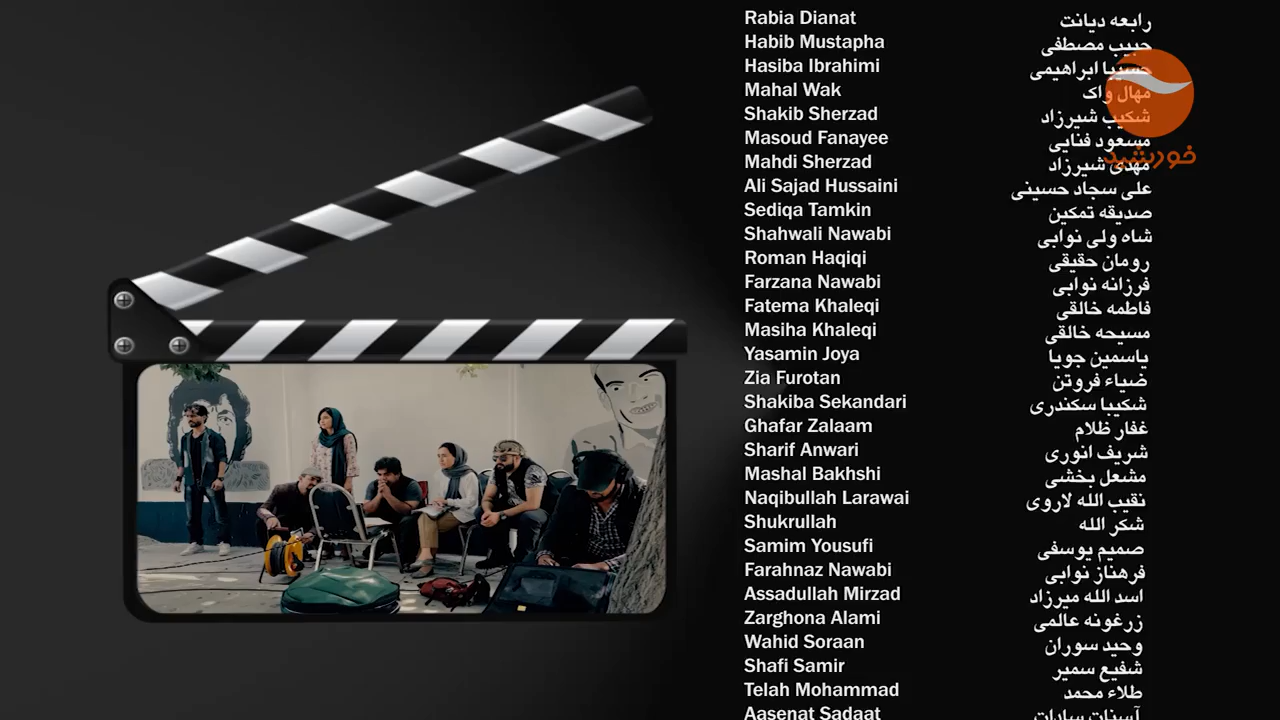 Rabia Dianat رابعه دیانت
Habib Mustapha حبیب مصطفی
Hasiba Ibrahimi حسیبا ابراهیمی
Mahal Wak مهال واک
Shakib Sherzad شکیب شیرزاد
Masoud Fanayee مسعود فنایی
Mahdi Sherzad مهدی شیرزاد
Ali Sajad Hussaini علی سجاد حسینی
Sediqa Tamkin صدیقه تمکین
Shahwali Nawabi شاه ولی نوابی
Roman Haqiqi رومان حقیقی
Farzana Nawabi فرزانه نوابی
Fatema Khaleqi فاطمه خالقی
Masiha Khaleqi مسیحه خالقی
Yasamin Joya یاسمین جویا
Zia Furotan ضیاء فروتن
Shakiba Sekandari شکیبا سکندری
Ghafar Zalaam غفار ظلام
Sharif Anwari شریف انوری
Mashal Bakhshi مشعل بخشی
Naqibullah Larawai نقیب الله لاروی
Shukrullah شکر الله
Samim Yousufi صمیم یوسفی
Farahnaz Nawabi فرهناز نوابی
Assadullah Mirzad اسد الله میرزاد
Zarghona Alami زرغونه عالمی
Wahid Soraan وحید سوران
Shafi Samir شفیع سمیر
Telah Mohammad طلاء محمد
Aasenat Sadaat آسنات سادات
خورشید